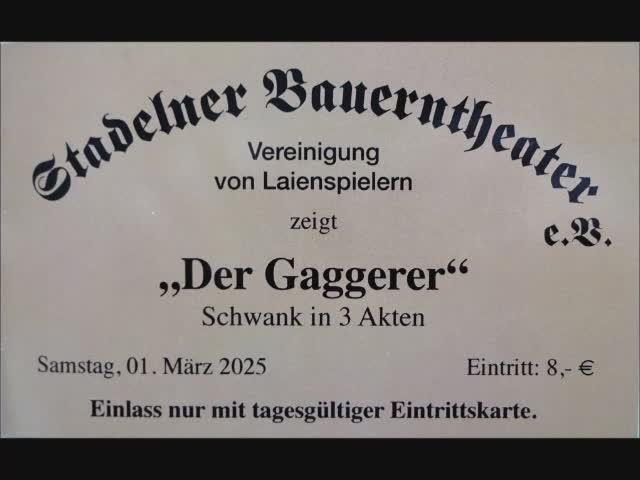 Stadelner Bauerntheater
e.V.
Vereinigung
von Laienspielern
zeigt
„Der Gaggerer“
Schwank in 3 Akten
Samstag, 01. März 2025
Eintritt: 8,- €
Einlass nur mit tagesgültiger Eintrittskarte.